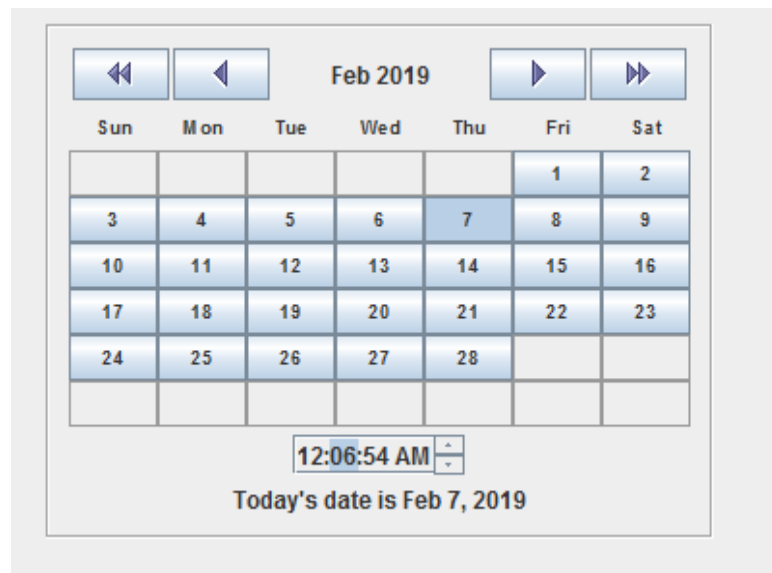 Feb 2019
Sun Mon Tue Wed Thu Fri Sat
1 2
3 4 5 6 7 8 9
10 11 12 13 14 15 16
17 18 19 20 21 22 23
24 25 26 27 28
12:06:54 AM
Today's date is Feb 7, 2019